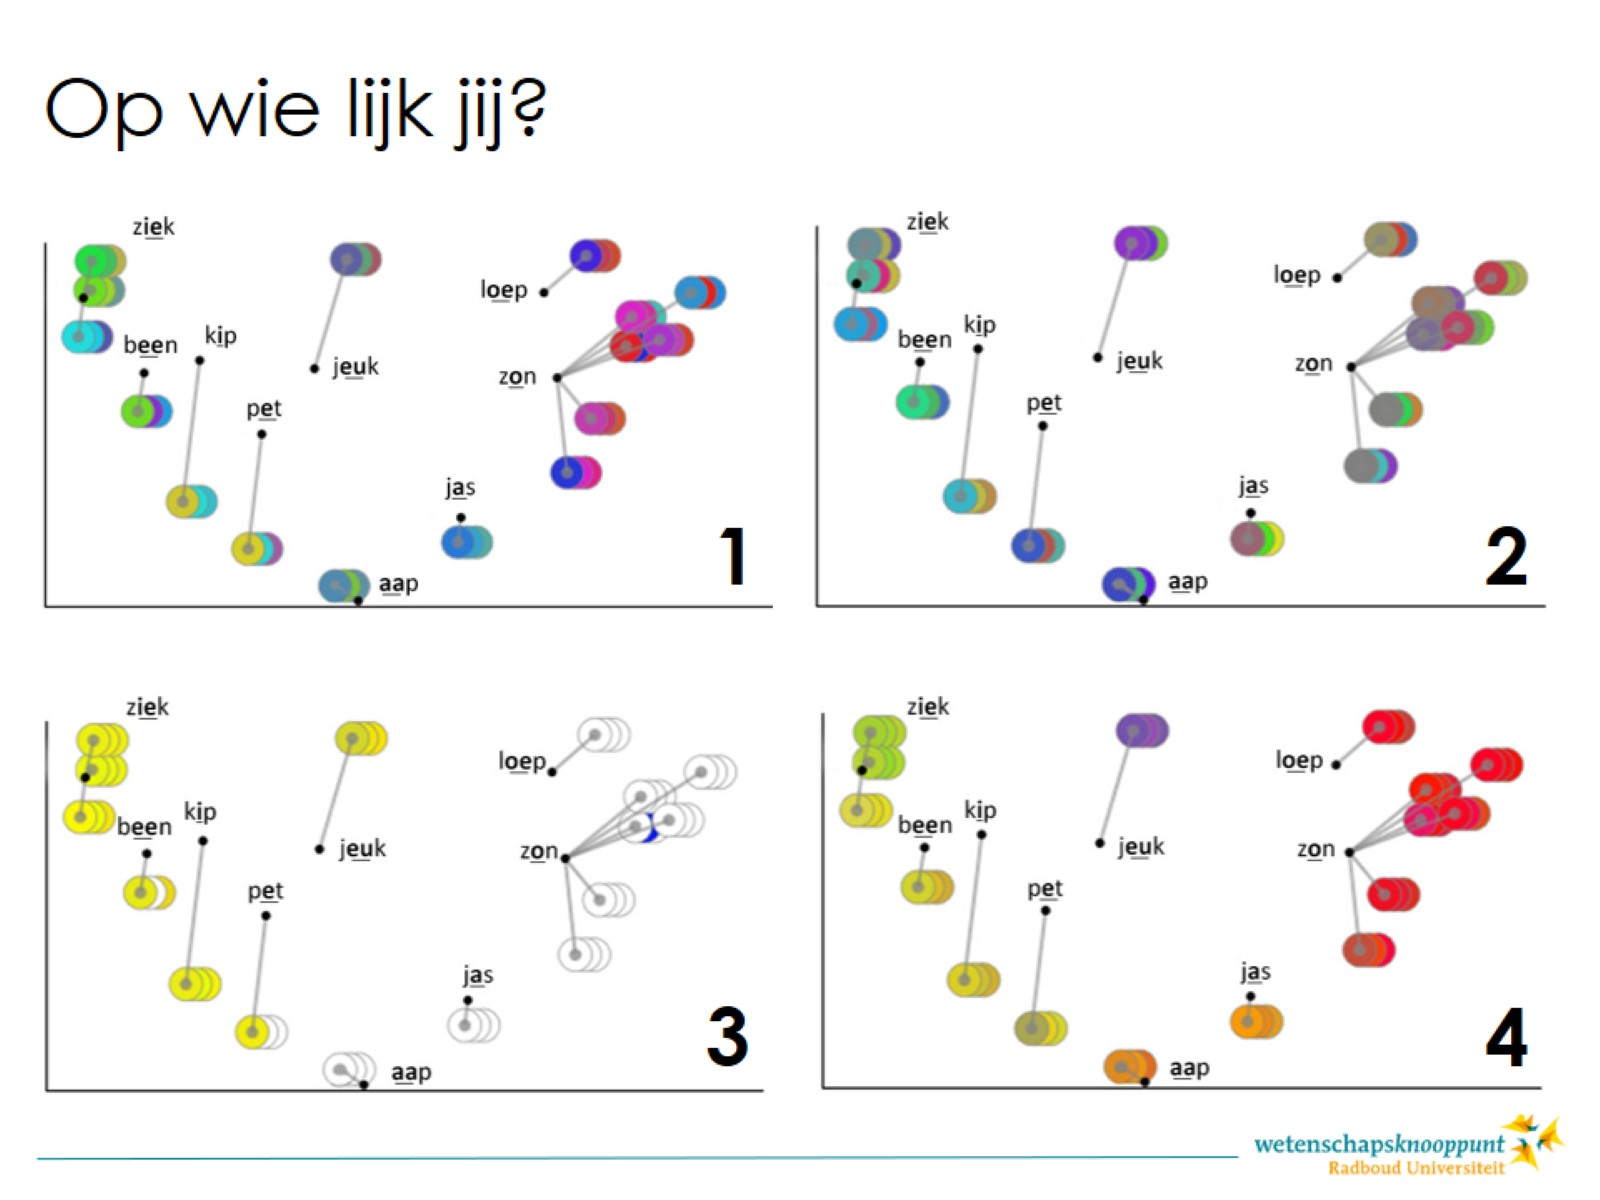 Op wie lijk jij?
ziek
been
kip
pet
jeuk
loep
zon
jas
aap
1
ziek
been
kip
pet
jeuk
loep
zon
jas
aap
2
ziek
been
kip
pet
jeuk
loep
zon
jas
aap
3
ziek
been
kip
pet
jeuk
loep
zon
jas
aap
4
wetenschapsknooppunt
Radboud Universiteit